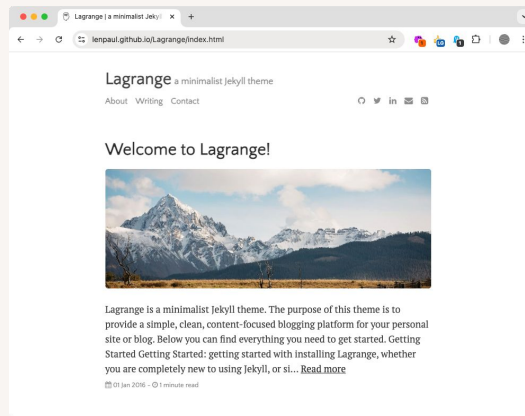 Lagrange | a minimalist Jekyll
lenpaul.github.io/Lagrange/index.html
Lagrange a minimalist Jekyll theme
About Writing Contact
Welcome to Lagrange!
Lagrange is a minimalist Jekyll theme. The purpose of this theme is to
provide a simple, clean, content-focused blogging platform for your personal
site or blog. Below you can find everything you need to get started. Getting
Started Getting Started: getting started with installing Lagrange, whether
you are completely new to using Jekyll, or si... Read more
01 Jan 2016 - 1 minute read